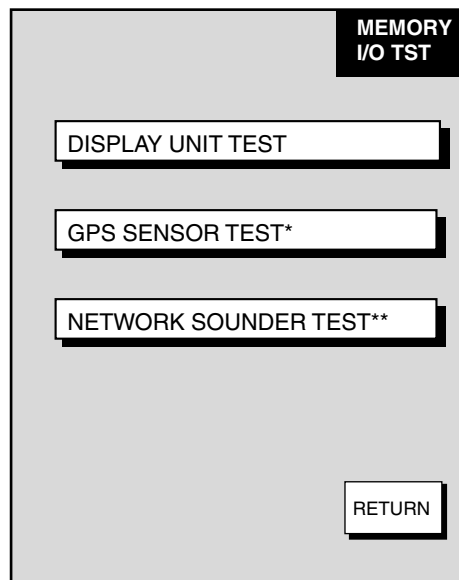 MEMORY
I/O TST
DISPLAY UNIT TEST
GPS SENSOR TEST*
NETWORK SOUNDER TEST**
RETURN